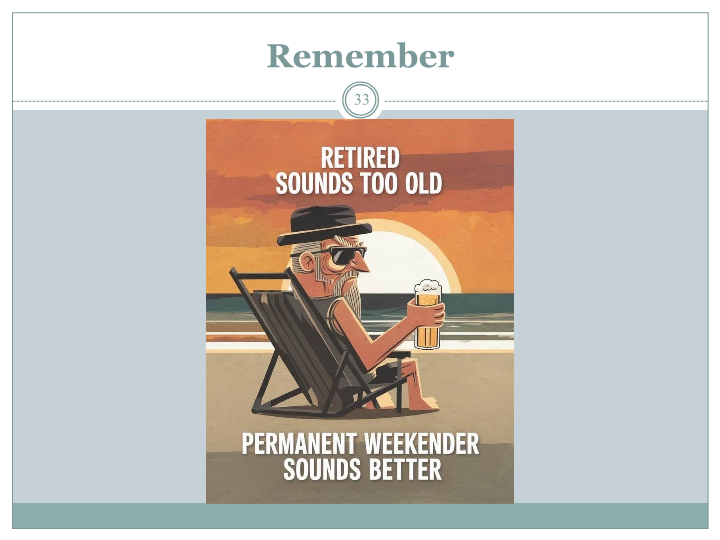 Remember
33
RETIRED
SOUNDS TOO OLD
PERMANENT WEEKENDER
SOUNDS BETTER